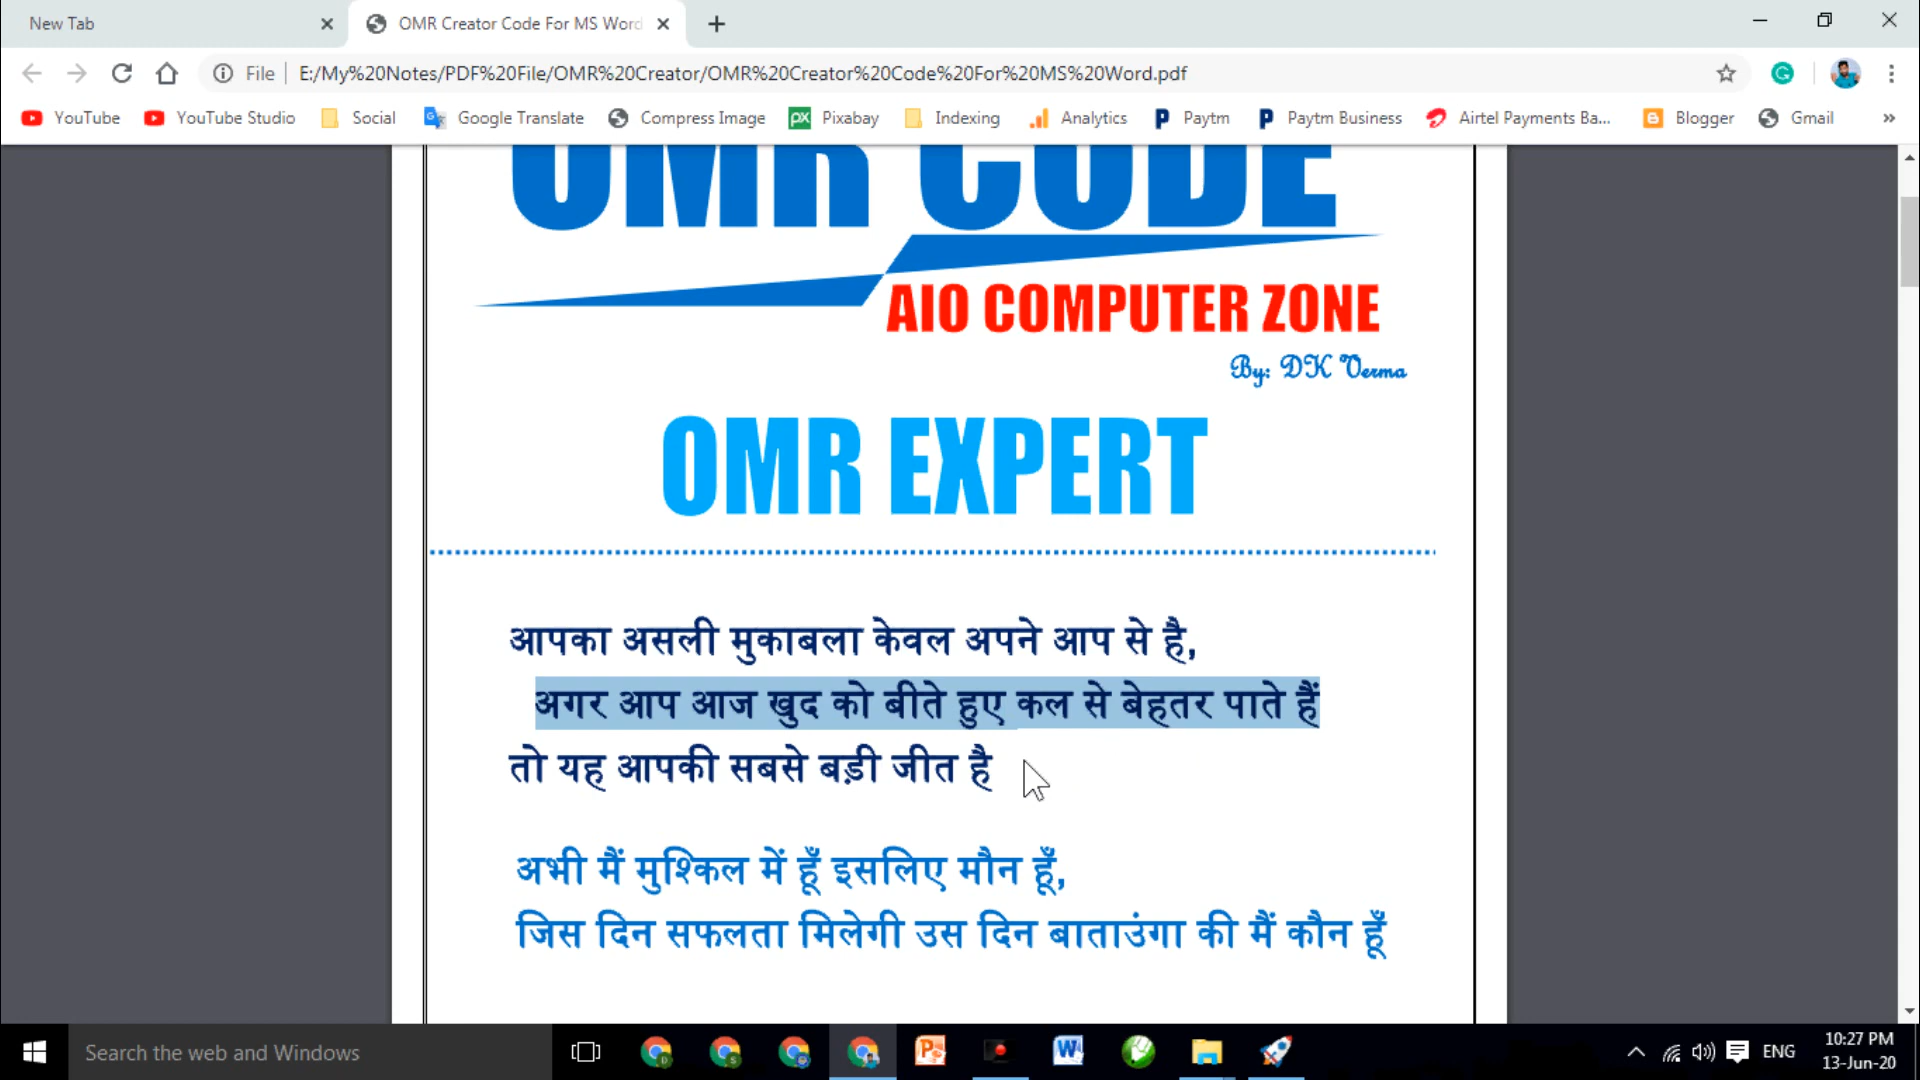 New Tab
OMR Creator Code For MS Word
File
E:/My%20Notes/PDF%20File/OMR%20Creator/OMR%20Creator%20Code%20For%20MS%20Word.pdf
YouTube YouTube Studio Social Google Translate Compress Image Pixabay Indexing Analytics Paytm Paytm Business Airtel Payments Ba... Blogger Gmail »
OMR CODE
AIO COMPUTER ZONE
By: DK Verma
OMR EXPERT
आपका असली मुकाबला केवल अपने आप से है,
अगर आप आज खुद को बीते हुए कल से बेहतर पाते हैं
तो यह आपकी सबसे बड़ी जीत है
अभी मैं मुश्किल में हूँ इसलिए मौन हूँ,
जिस दिन सफलता मिलेगी उस दिन बाताउंगा की मैं कौन हूँ
Search the web and Windows
ENG
10:27 PM
13-Jun-20